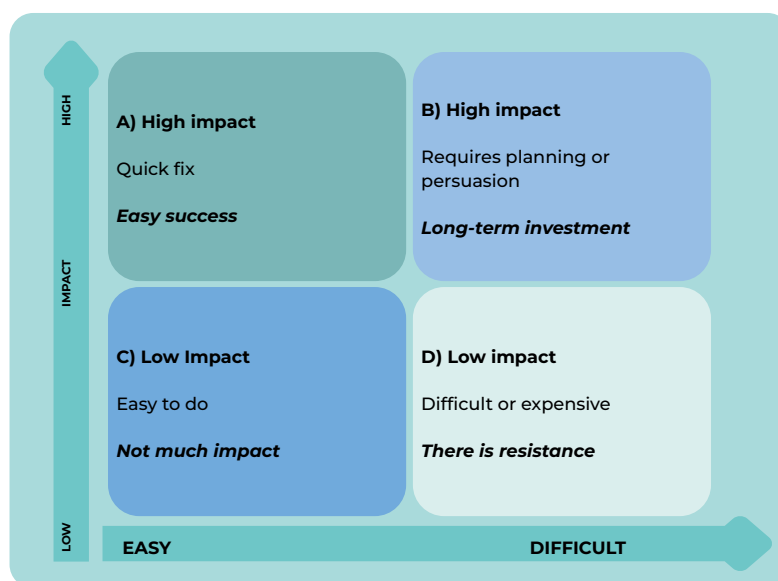 HIGH
IMPACT
LOW
A) High impact
Quick fix
Easy success
B) High impact
Requires planning or
persuasion
Long-term investment
C) Low Impact
Easy to do
Not much impact
D) Low impact
Difficult or expensive
There is resistance
EASY
DIFFICULT